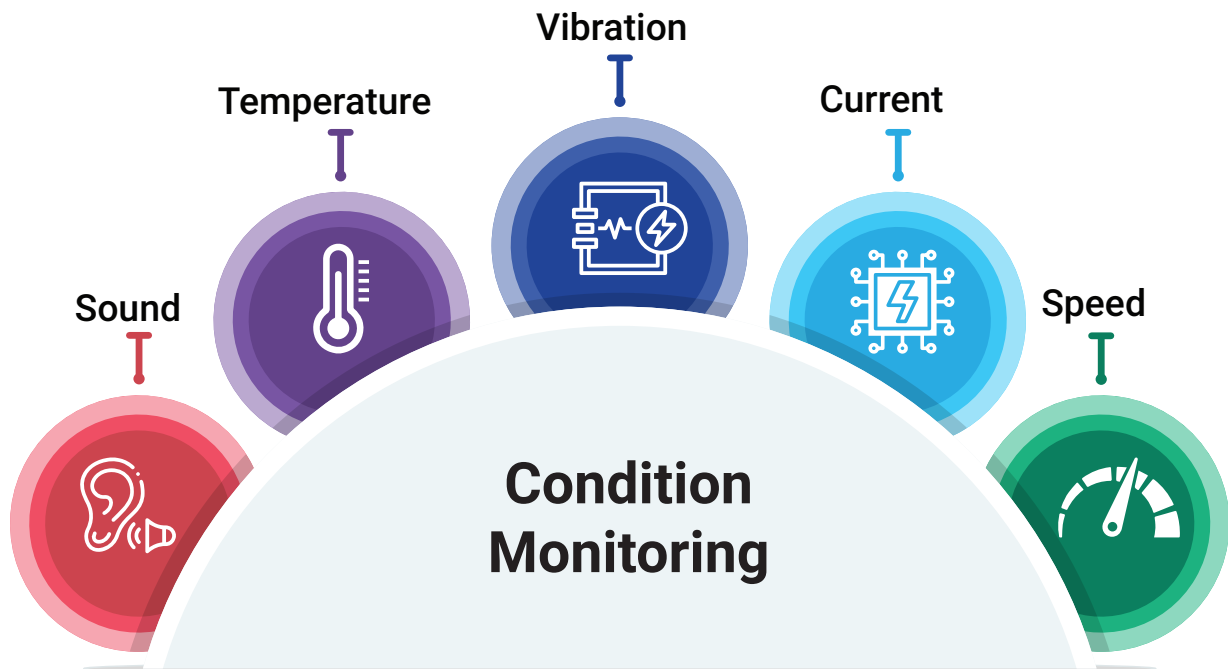 Vibration
Temperature
Current
Sound
Speed
Condition
Monitoring